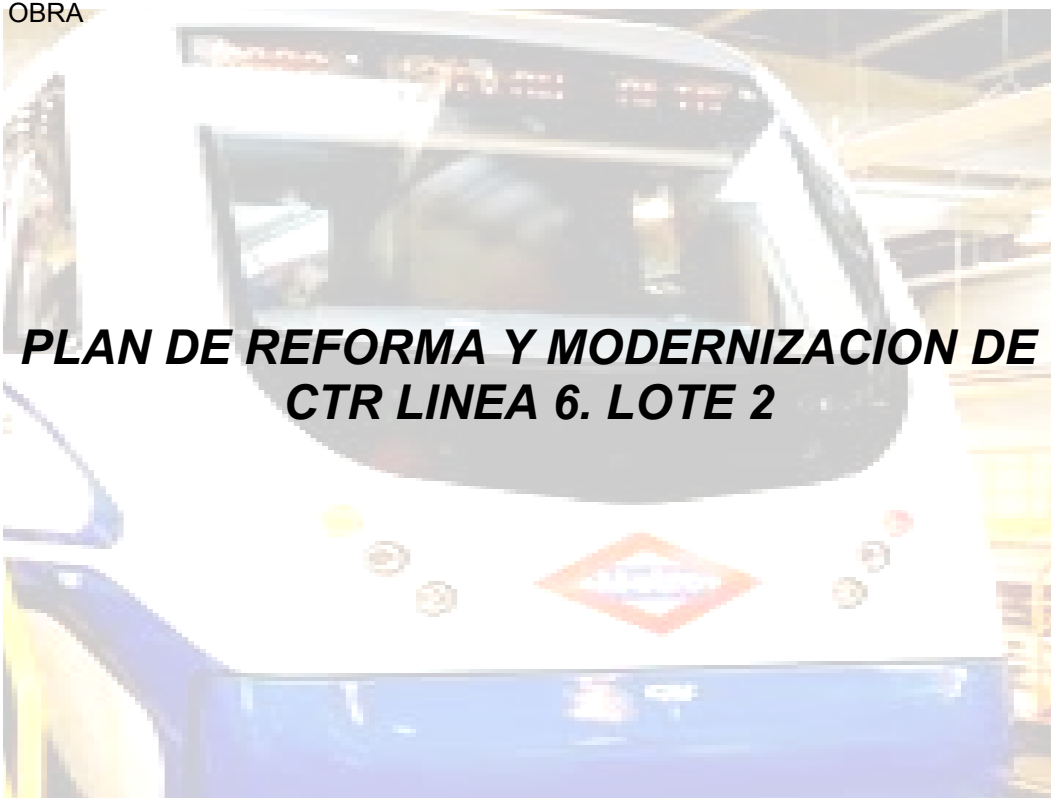 OBRA
PLAN DE REFORMA Y MODERNIZACION DE
CTR LINEA 6. LOTE 2